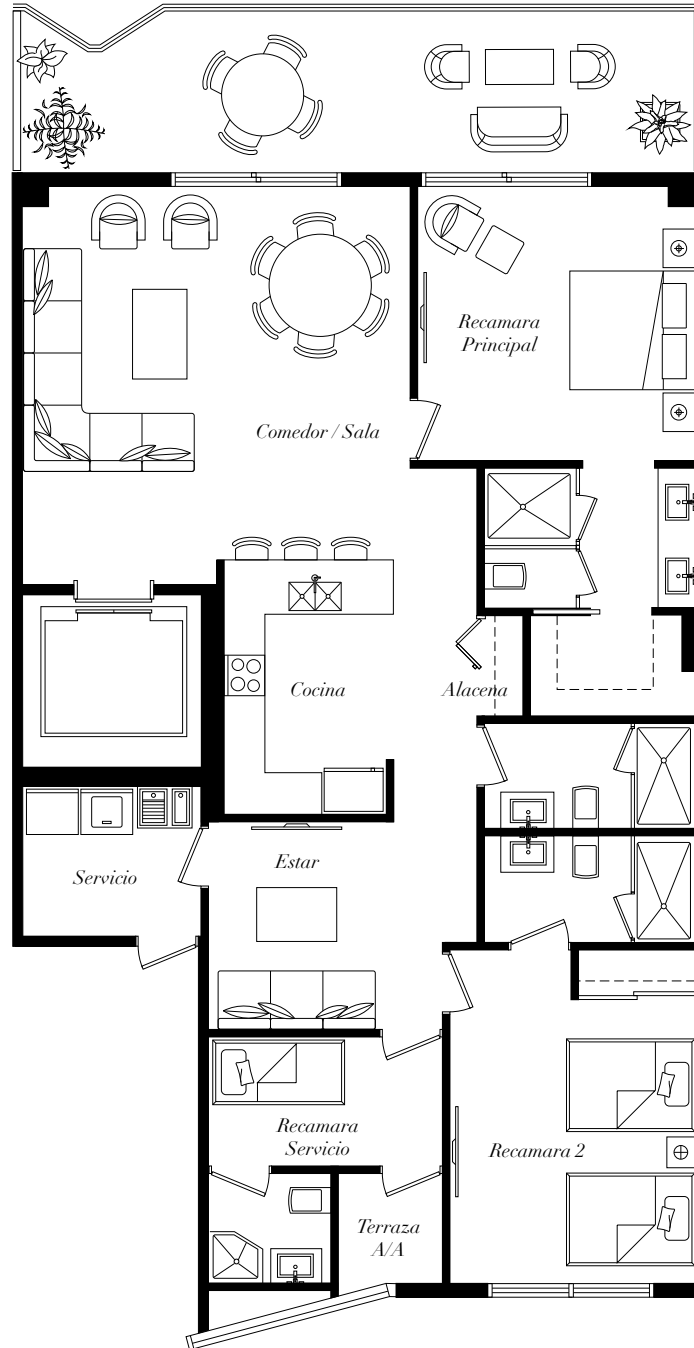 Recamara
Principal
Comedor / Sala
Cocina
Alacena
Estar
Servicio
Recamara
Servicio
Recamara 2
Terraza
A/A